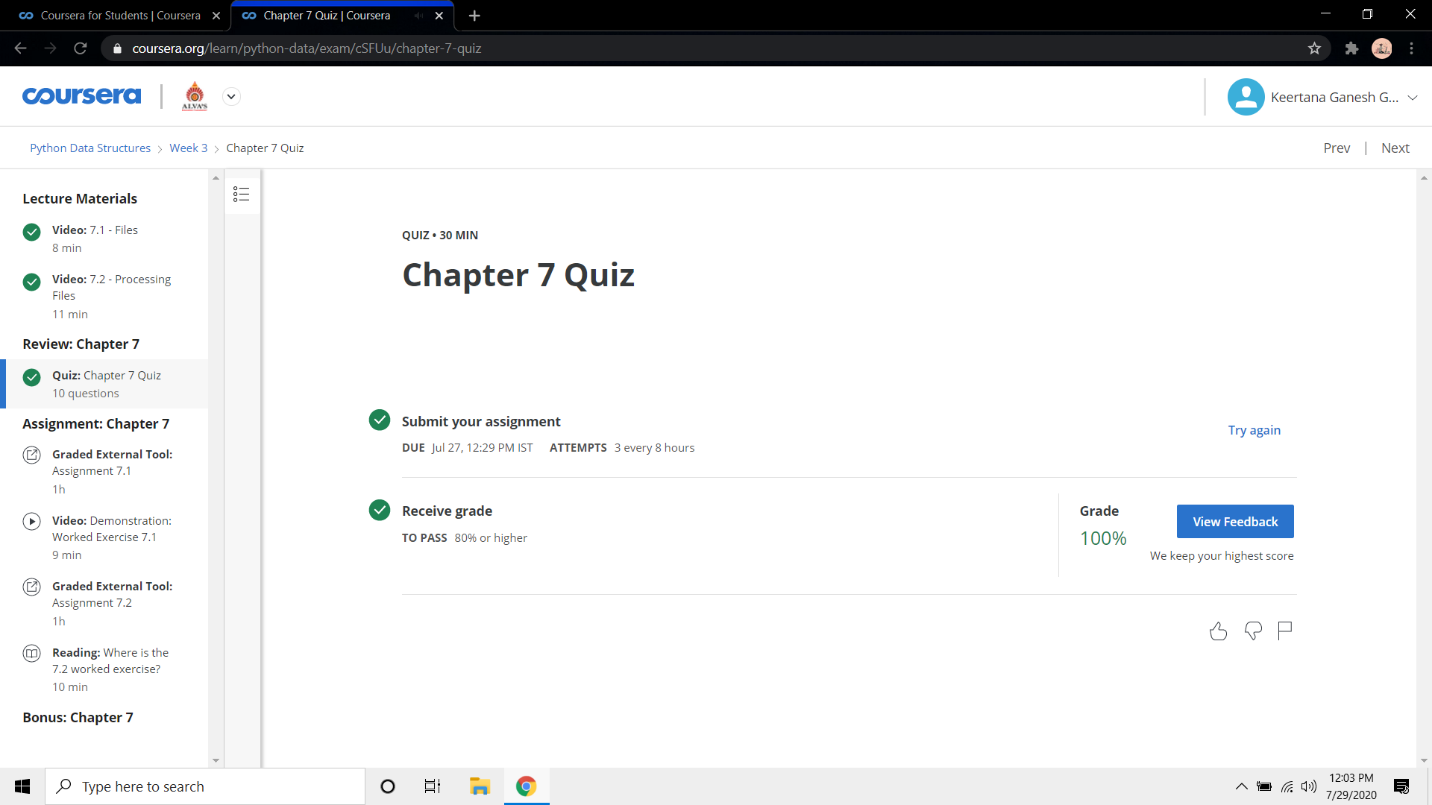 Coursera for Students | Coursera
Chapter 7 Quiz | Coursera
coursera.org/learn/python-data/exam/cSFUu/chapter-7-quiz
coursera
ALVA'S
Keertana Ganesh G...
Python Data Structures > Week 3 > Chapter 7 Quiz
Prev | Next
Lecture Materials
Video: 7.1 - Files
8 min
Video: 7.2 - Processing
Files
11 min
Review: Chapter 7
Quiz: Chapter 7 Quiz
10 questions
Assignment: Chapter 7
Graded External Tool:
Assignment 7.1
1h
Video: Demonstration:
Worked Exercise 7.1
9 min
Graded External Tool:
Assignment 7.2
1h
Reading: Where is the
7.2 worked exercise?
10 min
Bonus: Chapter 7
QUIZ • 30 MIN
Chapter 7 Quiz
Submit your assignment
DUE Jul 27, 12:29 PM IST ATTEMPTS 3 every 8 hours
Try again
Receive grade
TO PASS 80% or higher
Grade
100%
View Feedback
We keep your highest score
Type here to search
12:03 PM
7/29/2020